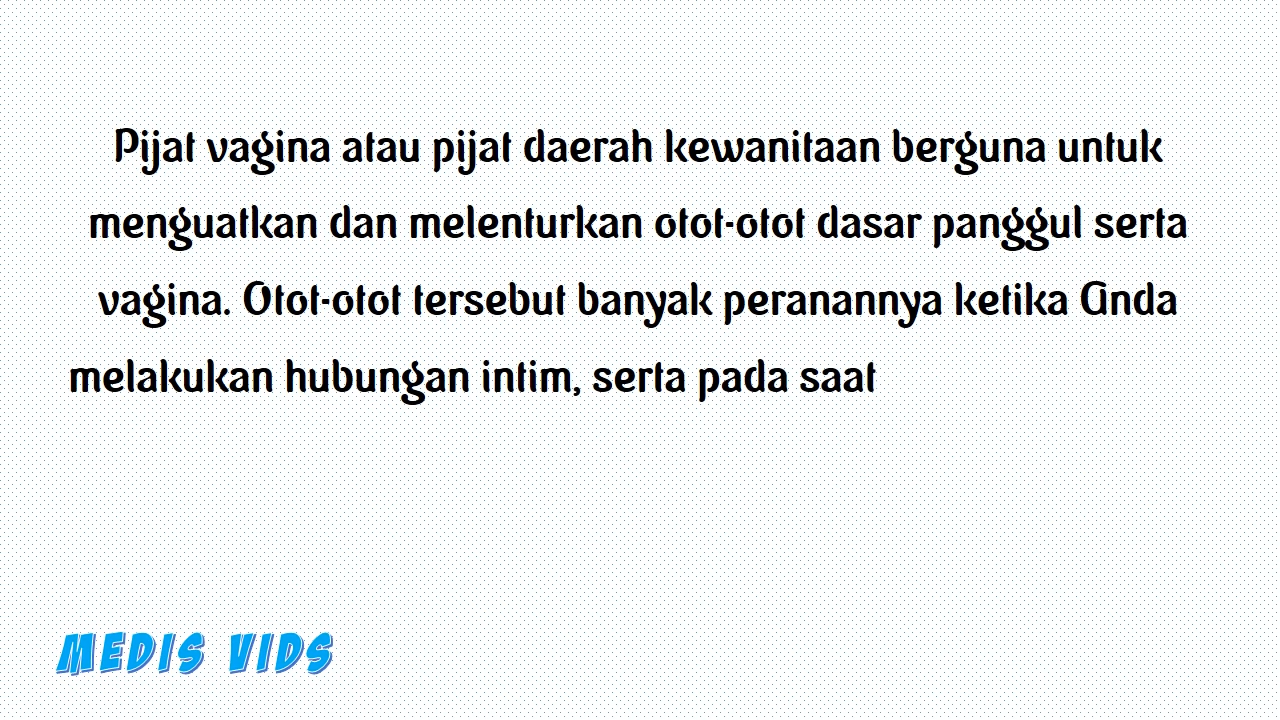 Pijat vagina atau pijat daerah kewanitaan berguna untuk
menguatkan dan melenturkan otot-otot dasar panggul serta
vagina. Otot-otot tersebut banyak peranannya ketika Anda
melakukan hubungan intim, serta pada saat
MEDIS VIDS